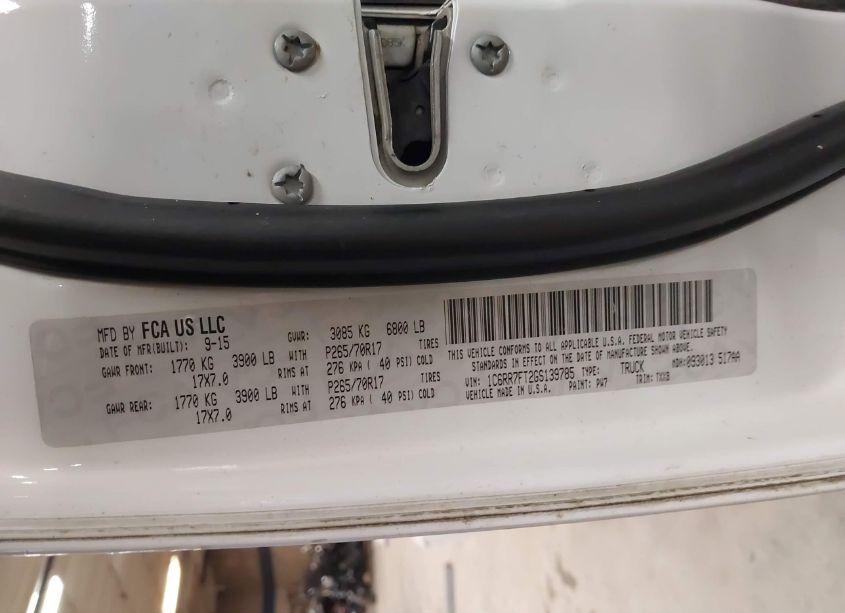 MFD BY FCA US LLC
DATE OF MFR(BUILT): 9-15 GVWR: 3085 KG 6800 LB
GAWR FRONT: 1770 KG 3900 LB WITH P265/70R17 TIRES
17X7.0 RIMS AT 276 KPA ( 40 PSI) COLD
GAWR REAR: 1770 KG 3900 LB WITH P265/70R17 TIRES
17X7.0 RIMS AT 276 KPA ( 40 PSI) COLD
THIS VEHICLE CONFORMS TO ALL APPLICABLE U.S.A. FEDERAL MOTOR VEHICLE SAFETY
STANDARDS IN EFFECT ON THE DATE OF MANUFACTURE SHOWN ABOVE.
VIN: 1C6RR7FT2GS139785 TYPE: TRUCK MDH: 093013 517AA
VEHICLE MADE IN U.S.A. PAINT: PW7 TRIM: TXX8